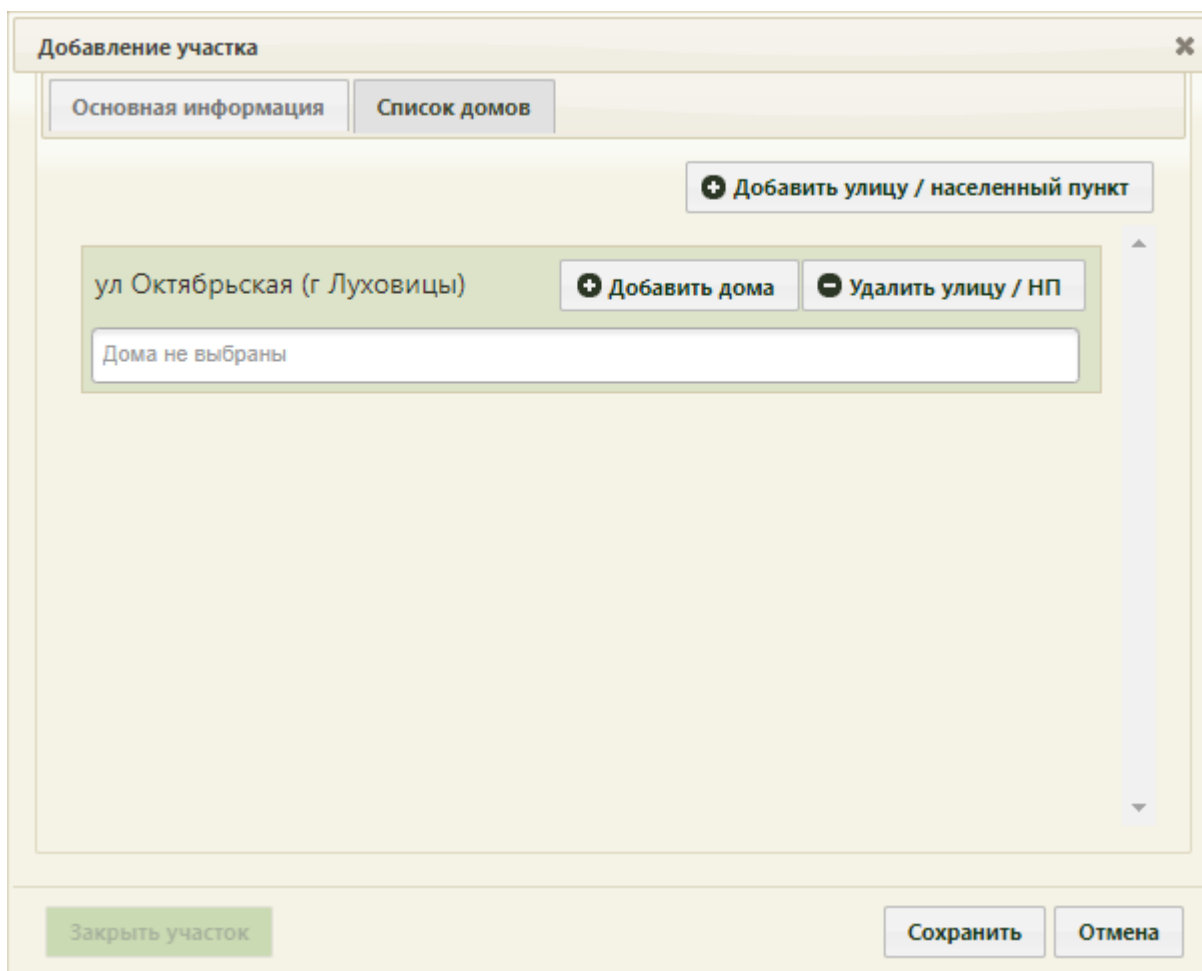 Добавление участка
Основная информация Список домов
Добавить улицу / населенный пункт
ул Октябрьская (г Луховицы) Добавить дома Удалить улицу / НП
Дома не выбраны
Закрыть участок Сохранить Отмена